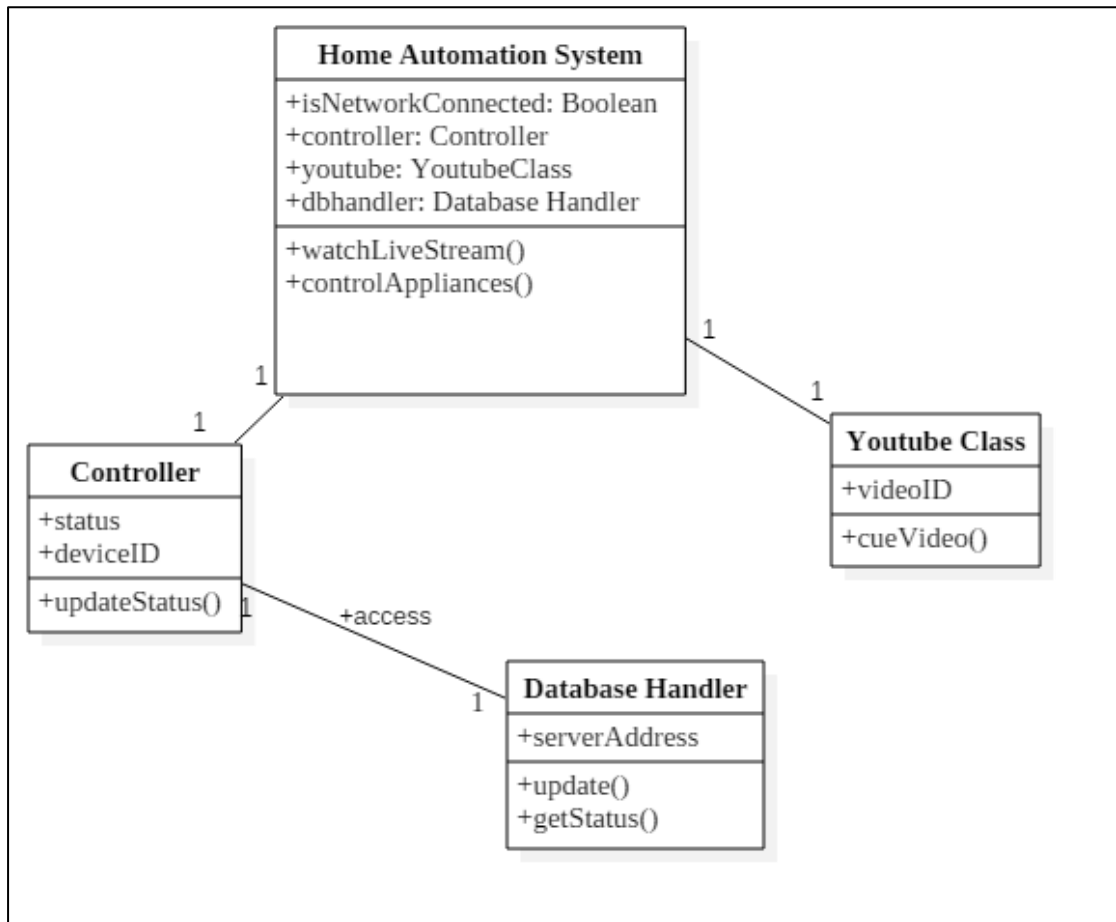 Home Automation System
+isNetworkConnected: Boolean
+controller: Controller
+youtube: YoutubeClass
+dbhandler: Database Handler
+watchLiveStream()
+controlAppliances()
1
1
1
1
Controller
+status
+deviceID
+updateStatus()
Youtube Class
+videoID
+cueVideo()
1
+access
1
Database Handler
+serverAddress
+update()
+getStatus()